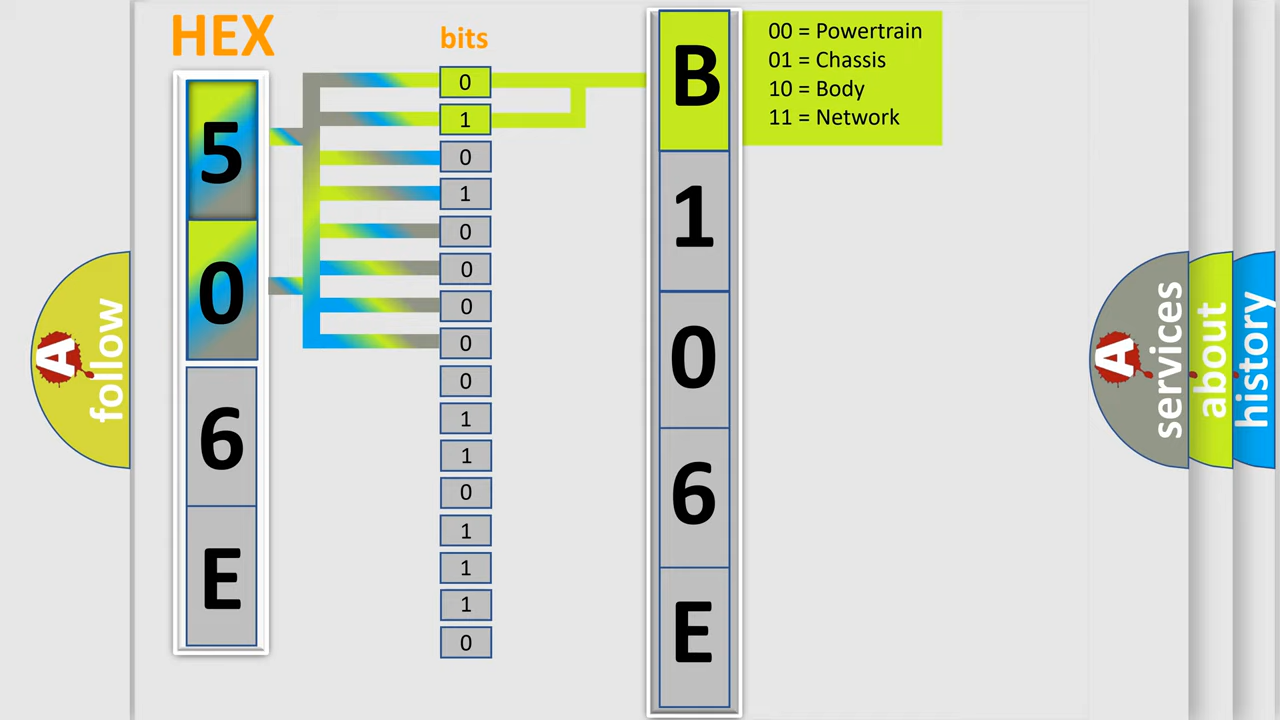 HEX
bits
5
0
6
E
0
1
0
1
0
0
0
0
0
1
1
0
1
1
1
0
B
1
0
6
E
00 = Powertrain
01 = Chassis
10 = Body
11 = Network
A
follow
A
services
about
history